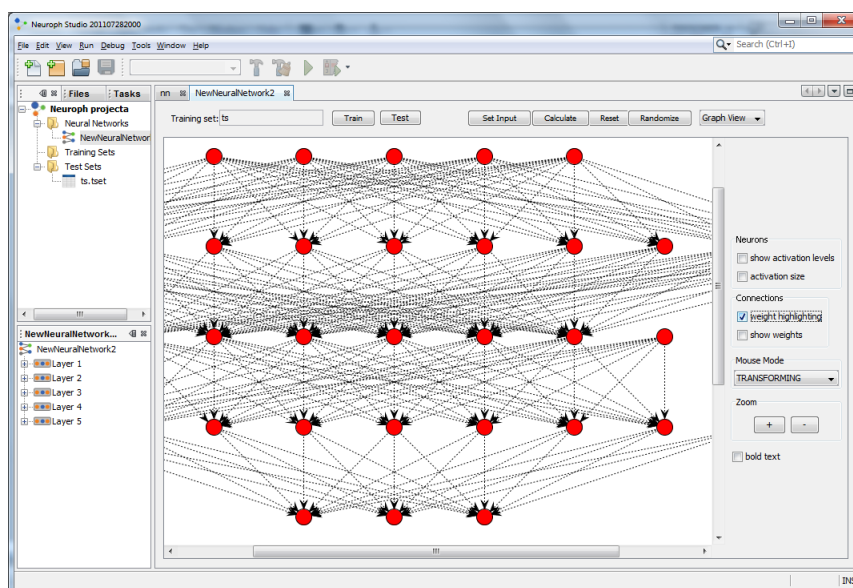 Neuroph Studio 201107282000
File Edit View Run Debug Tools Window Help
Search (Ctrl+I)
Files Tasks
nn NewNeuralNetwork2
Neuroph projecta
Neural Networks
NewNeuralNetwor
Training Sets
Test Sets
ts.tset
Training set: ts Train Test Set Input Calculate Reset Randomize Graph View
Neurons
show activation levels
activation size
Connections
weight highlighting
show weights
Mouse Mode
TRANSFORMING
Zoom
+ -
bold text
NewNeuralNetwork...
NewNeuralNetwork2
Layer 1
Layer 2
Layer 3
Layer 4
Layer 5
INS